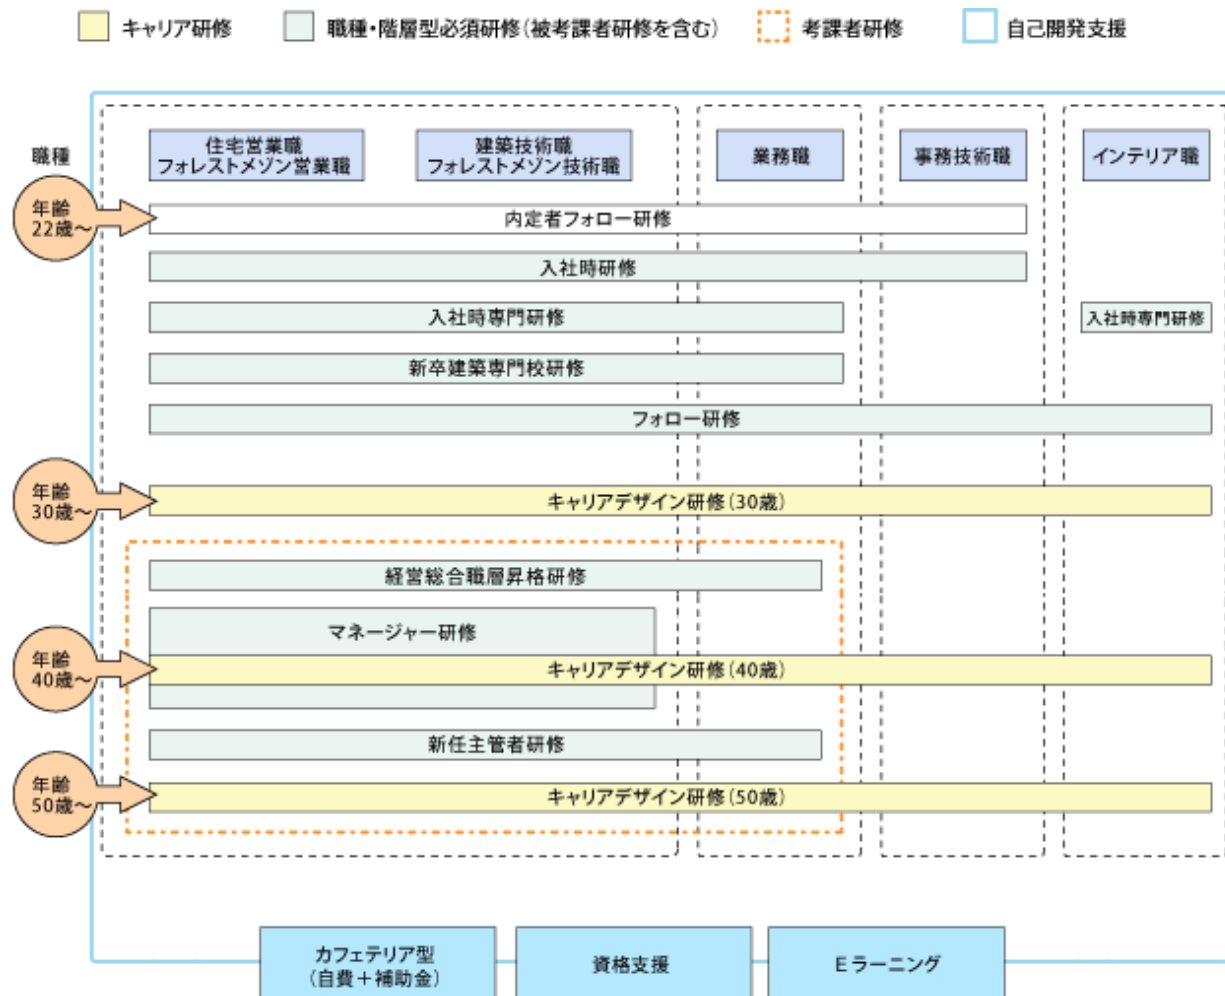 キャリア研修
職種・階層型必須研修(被考課者研修を含む)
考課者研修
自己開発支援
職種
住宅営業職
フォレストメゾン営業職
建築技術職
フォレストメゾン技術職
業務職
事務技術職
インテリア職
年齢
22歳～
内定者フォロー研修
入社時研修
入社時専門研修
入社時専門研修
新卒建築専門校研修
フォロー研修
年齢
30歳～
キャリアデザイン研修(30歳)
経営総合職層昇格研修
マネージャー研修
年齢
40歳～
キャリアデザイン研修(40歳)
新任主管者研修
年齢
50歳～
キャリアデザイン研修(50歳)
カフェテリア型
(自費＋補助金)
資格支援
Eラーニング